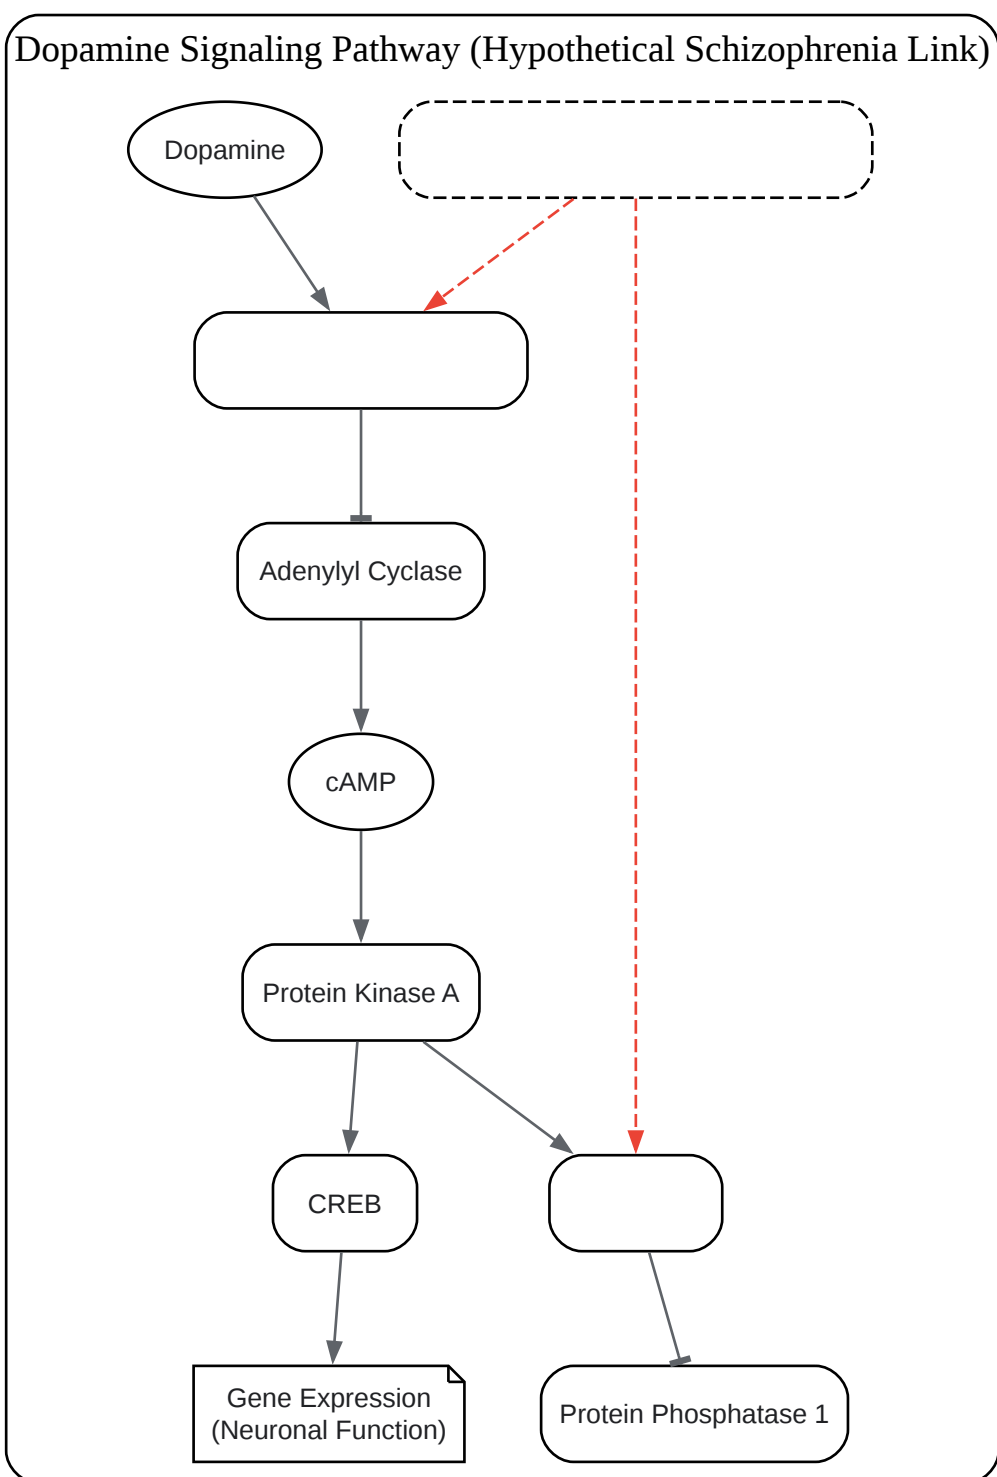 Dopamine Signaling Pathway (Hypothetical Schizophrenia Link)
Dopamine
Adenylyl Cyclase
cAMP
Protein Kinase A
CREB
Gene Expression
(Neuronal Function)
Protein Phosphatase 1